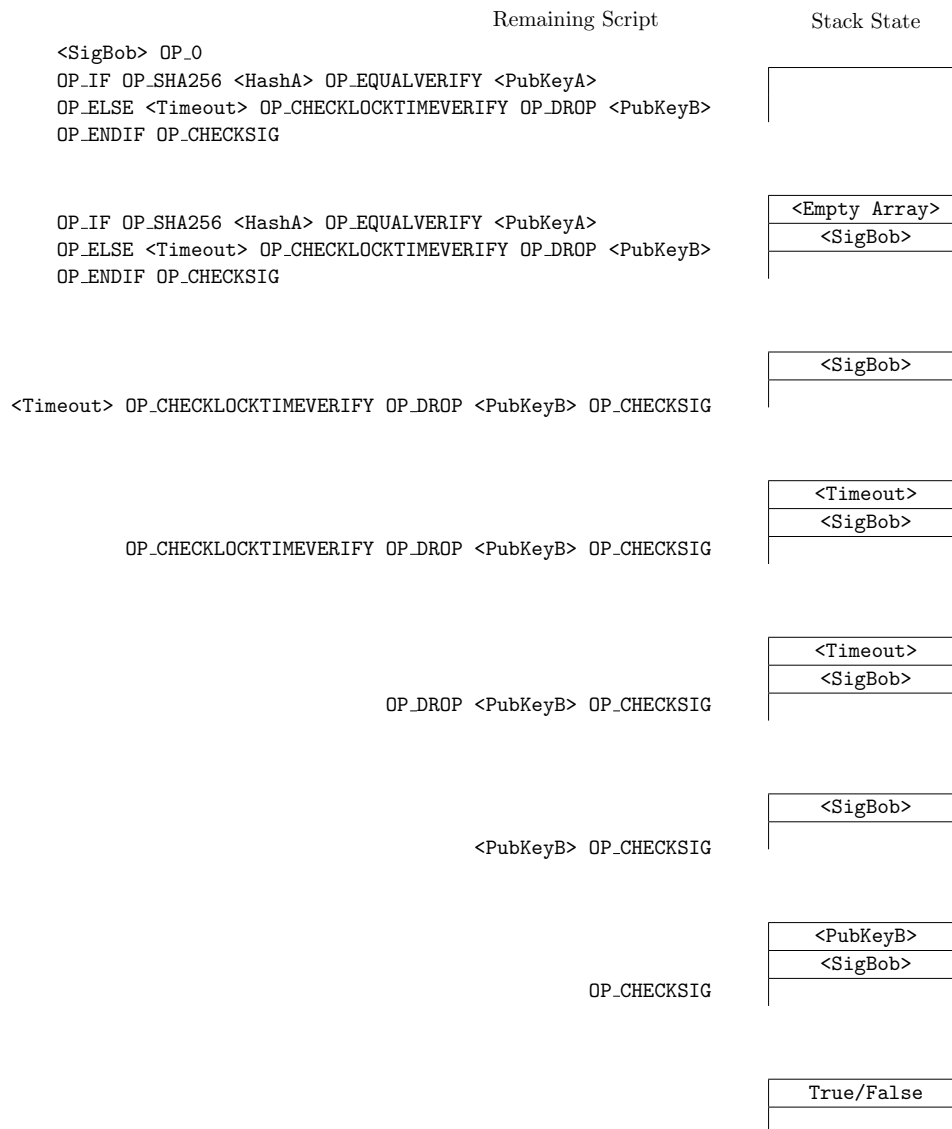 Remaining Script Stack State
<SigBob> OP_0
OP_IF OP_SHA256 <HashA> OP_EQUALVERIFY <PubKeyA>
OP_ELSE <Timeout> OP_CHECKLOCKTIMEVERIFY OP_DROP <PubKeyB>
OP_ENDIF OP_CHECKSIG
<Empty Array>
OP_IF OP_SHA256 <HashA> OP_EQUALVERIFY <PubKeyA>
<SigBob>
OP_ELSE <Timeout> OP_CHECKLOCKTIMEVERIFY OP_DROP <PubKeyB>
OP_ENDIF OP_CHECKSIG
<SigBob>
<Timeout> OP_CHECKLOCKTIMEVERIFY OP_DROP <PubKeyB> OP_CHECKSIG
<Timeout>
<SigBob>
OP_CHECKLOCKTIMEVERIFY OP_DROP <PubKeyB> OP_CHECKSIG
<Timeout>
<SigBob>
OP_DROP <PubKeyB> OP_CHECKSIG
<SigBob>
<PubKeyB> OP_CHECKSIG
<PubKeyB>
<SigBob>
OP_CHECKSIG
True/False